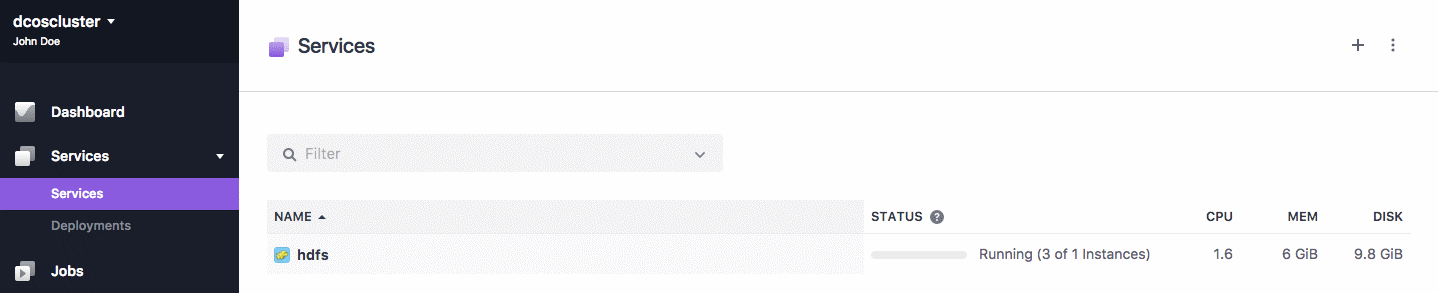 dcoscluster
John Doe
Services
Dashboard
Services
Services
Deployments
Jobs
Filter
NAME STATUS ? CPU MEM DISK
hdfs Running (3 of 1 Instances) 1.6 6 GiB 9.8 GiB